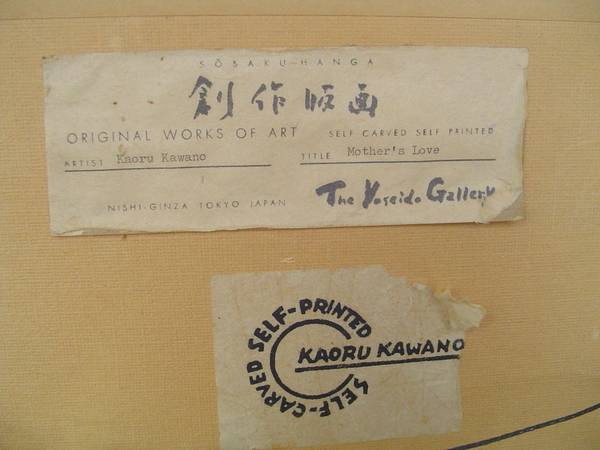 SŌSAKU-HANGA
創作版画
ORIGINAL WORKS OF ART
SELF CARVED SELF PRINTED
ARTIST Kaoru Kawano
TITLE Mother's Love
NISHI-GINZA TOKYO JAPAN
The Yoseido Gallery
SELF-CARVED SELF-PRINTED
KAORU KAWANO
SELF-